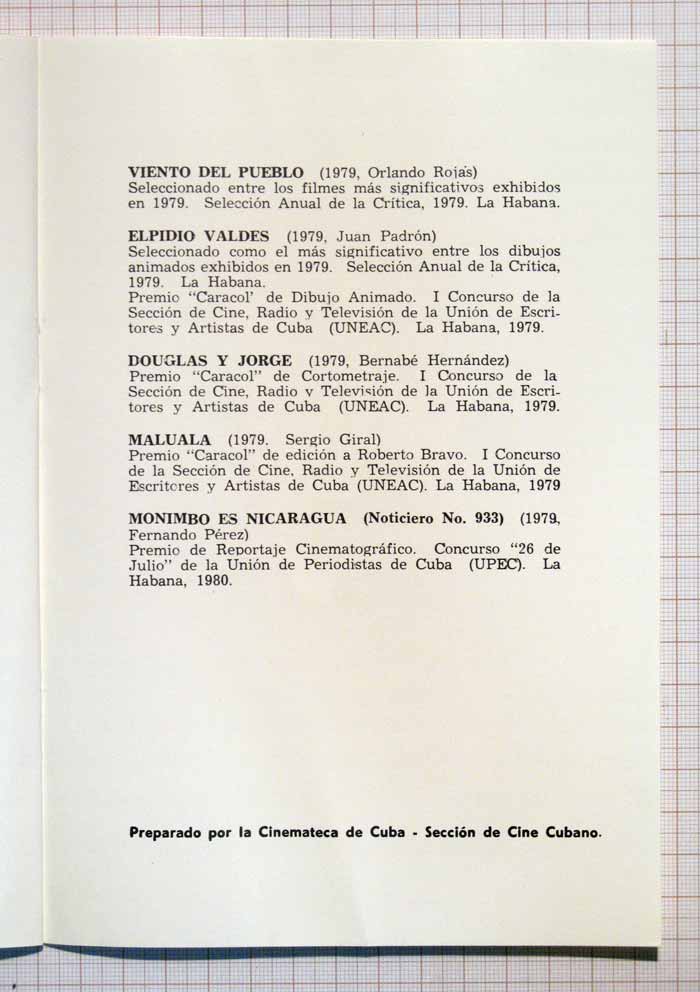 VIENTO DEL PUEBLO (1979, Orlando Rojas)
Seleccionado entre los filmes más significativos exhibidos
en 1979. Selección Anual de la Crítica, 1979. La Habana.
ELPIDIO VALDES (1979, Juan Padrón)
Seleccionado como el más significativo entre los dibujos
animados exhibidos en 1979. Selección Anual de la Crítica,
1979. La Habana.
Premio "Caracol' de Dibujo Animado. I Concurso de la
Sección de Cine, Radio y Televisión de la Unión de Escri-
tores y Artistas de Cuba (UNEAC). La Habana, 1979.
DOUGLAS Y JORGE (1979, Bernabé Hernández)
Premio "Caracol" de Cortometraje. I Concurso de la
Sección de Cine, Radio y Televisión de la Unión de Escri-
tores y Artistas de Cuba (UNEAC). La Habana, 1979.
MALUALA (1979. Sergio Giral)
Premio "Caracol" de edición a Roberto Bravo. I Concurso
de la Sección de Cine, Radio y Televisión de la Unión de
Escritores y Artistas de Cuba (UNEAC). La Habana, 1979
MONIMBO ES NICARAGUA (Noticiero No. 933) (1979,
Fernando Pérez)
Premio de Reportaje Cinematográfico. Concurso "26 de
Julio" de la Unión de Periodistas de Cuba (UPEC). La
Habana, 1980.
Preparado por la Cinemateca de Cuba - Sección de Cine Cubano.